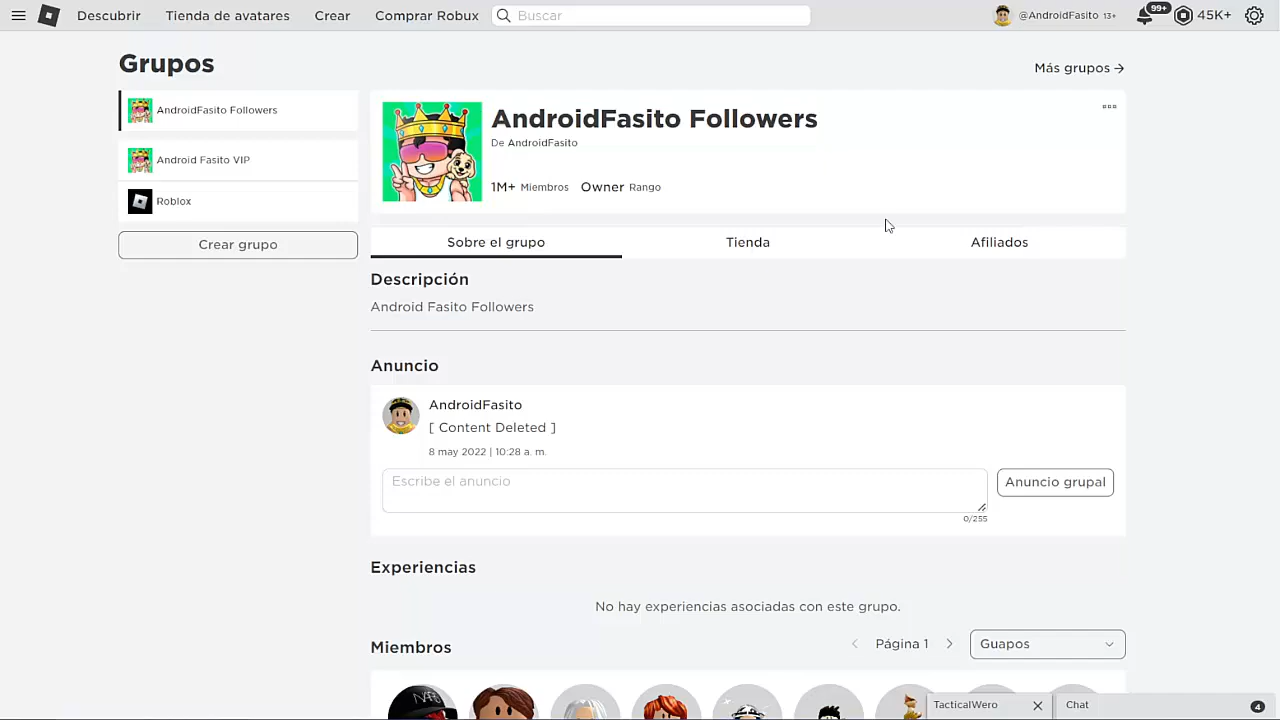 Descubrir
Tienda de avatares
Crear
Comprar Robux
Buscar
@AndroidFasito 13+
99+
45K+
Grupos
Más grupos →
AndroidFasito Followers
Android Fasito VIP
Roblox
Crear grupo
AndroidFasito Followers
De AndroidFasito
1M+ Miembros Owner Rango
Sobre el grupo
Tienda
Afiliados
Descripción
Android Fasito Followers
Anuncio
AndroidFasito
[ Content Deleted ]
8 may 2022 | 10:28 a. m.
Escribe el anuncio
Anuncio grupal
0/255
Experiencias
No hay experiencias asociadas con este grupo.
Miembros
Página 1
Guapos
TacticalWero
Chat
4